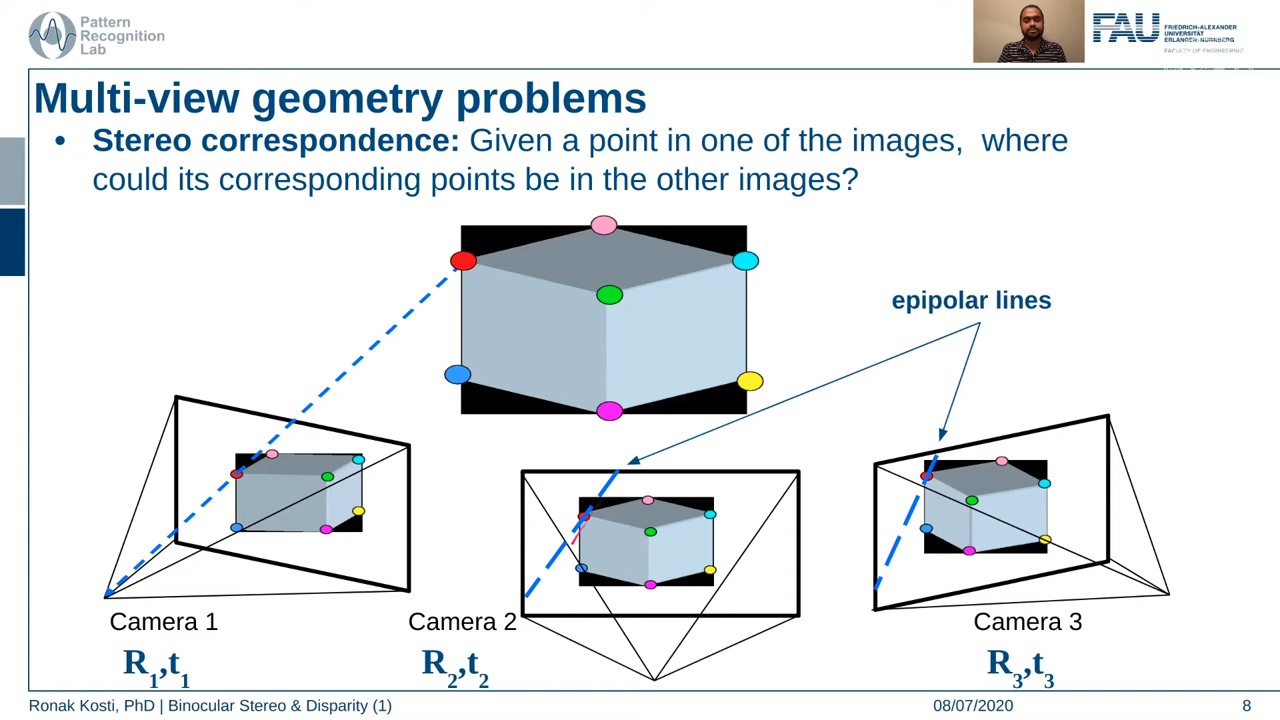 Pattern
Recognition
Lab
FAU
FRIEDRICH-ALEXANDER
UNIVERSITÄT
ERLANGEN-NÜRNBERG
FACULTY OF ENGINEERING
Multi-view geometry problems
• Stereo correspondence: Given a point in one of the images, where
could its corresponding points be in the other images?
epipolar lines
Camera 1
Camera 2
Camera 3
R1,t1
R2,t2
R3,t3
Ronak Kosti, PhD | Binocular Stereo & Disparity (1)
08/07/2020
8